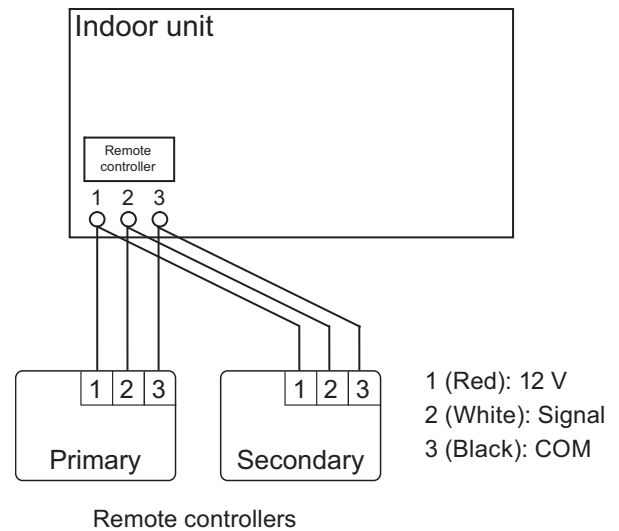 Indoor unit
Remote
controller
1 2 3
1 2 3
1 2 3
1 (Red): 12 V
2 (White): Signal
3 (Black): COM
Primary
Secondary
Remote controllers